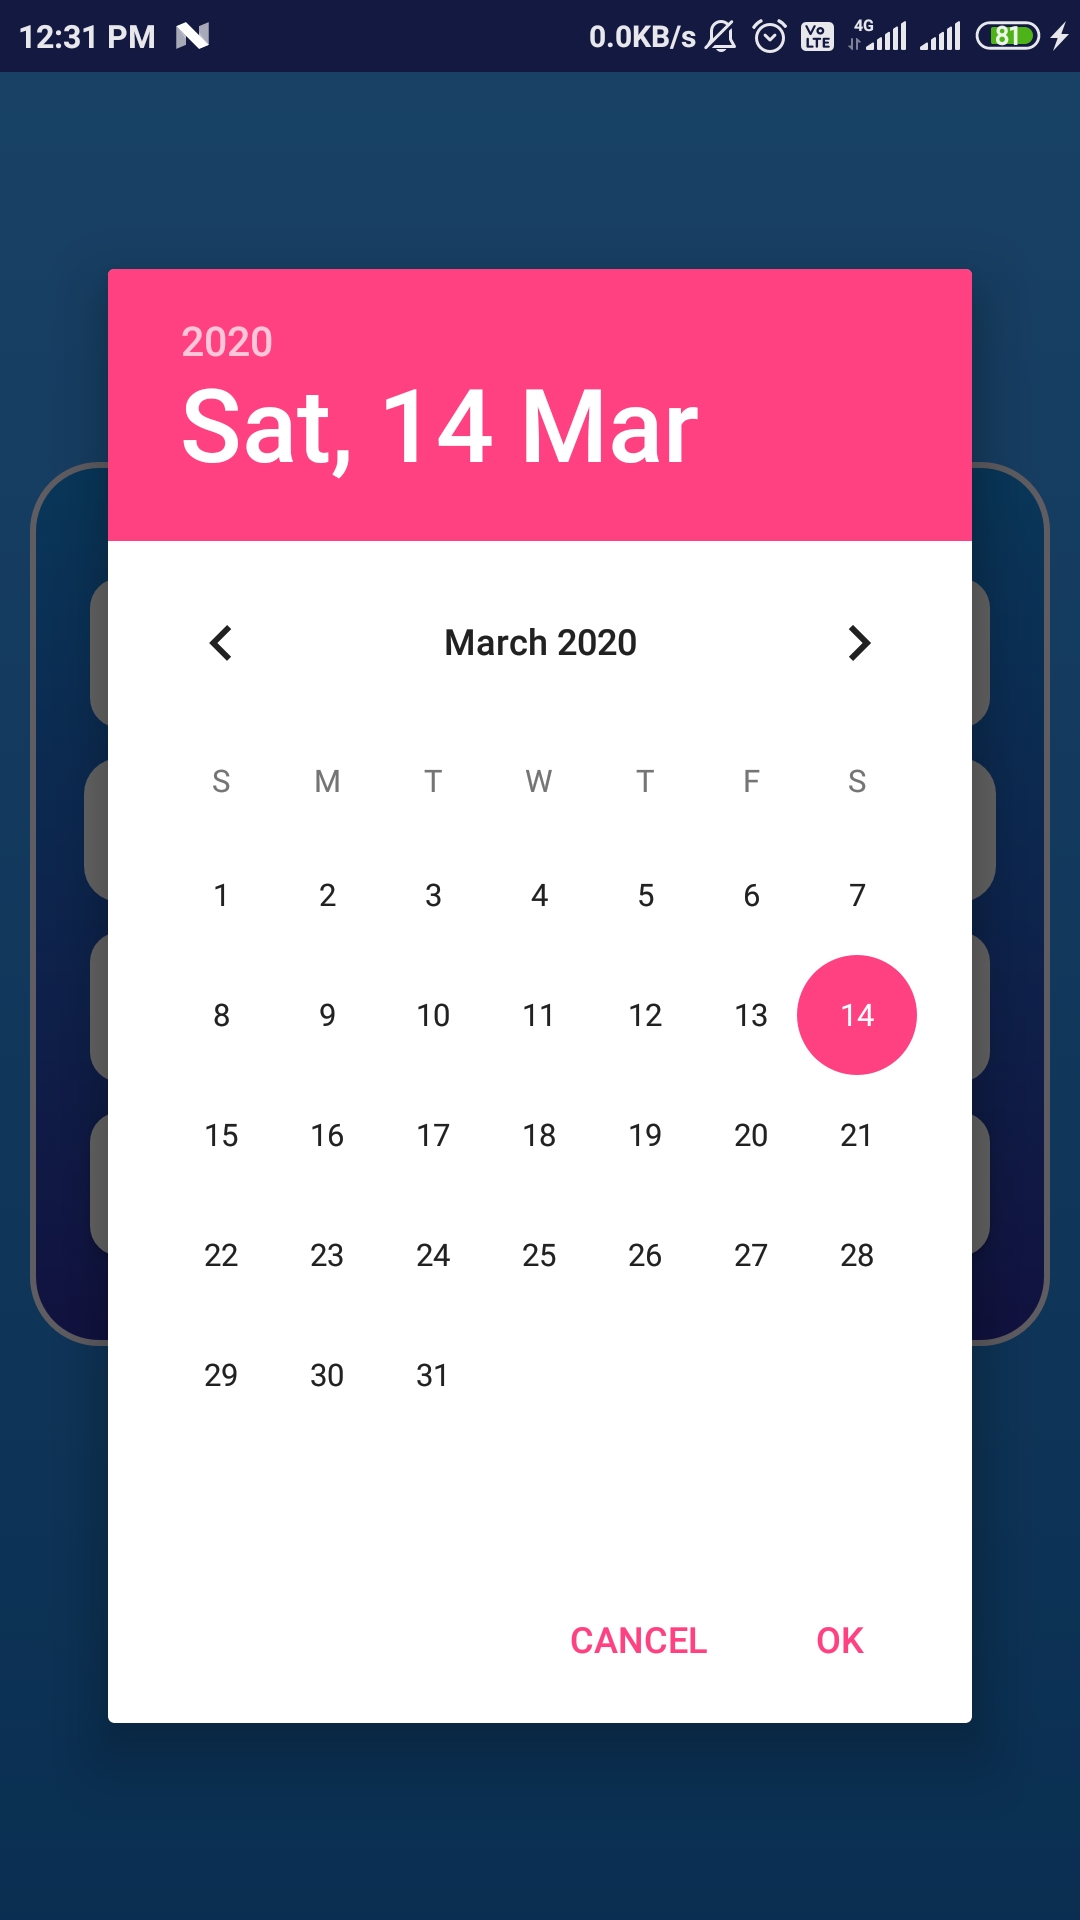 12:31 PM 0.0KB/s Vo LTE 4G 81
2020
Sat, 14 Mar
March 2020
S M T W T F S
1 2 3 4 5 6 7
8 9 10 11 12 13 14
15 16 17 18 19 20 21
22 23 24 25 26 27 28
29 30 31
CANCEL OK